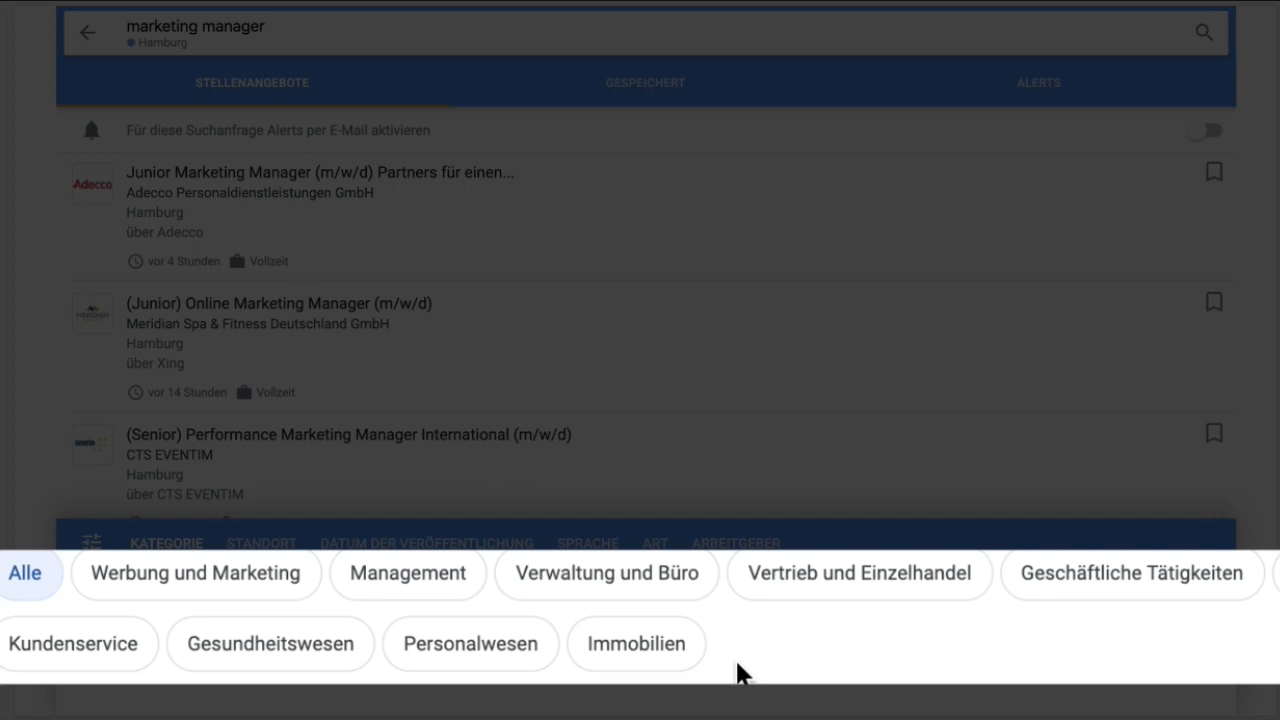 marketing manager
Hamburg
STELLENANGEBOTE GESPEICHERT ALERTS
Für diese Suchanfrage Alerts per E-Mail aktivieren
Adecco
Junior Marketing Manager (m/w/d) Partners für einen...
Adecco Personaldienstleistungen GmbH
Hamburg
über Adecco
vor 4 Stunden Vollzeit
MERIDIAN
(Junior) Online Marketing Manager (m/w/d)
Meridian Spa & Fitness Deutschland GmbH
Hamburg
über Xing
vor 14 Stunden Vollzeit
(Senior) Performance Marketing Manager International (m/w/d)
CTS EVENTIM
Hamburg
über CTS EVENTIM
KATEGORIE STANDORT DATUM DER VERÖFFENTLICHUNG SPRACHE ART ARBEITGEBER
Alle Werbung und Marketing Management Verwaltung und Büro Vertrieb und Einzelhandel Geschäftliche Tätigkeiten
Kundenservice Gesundheitswesen Personalwesen Immobilien